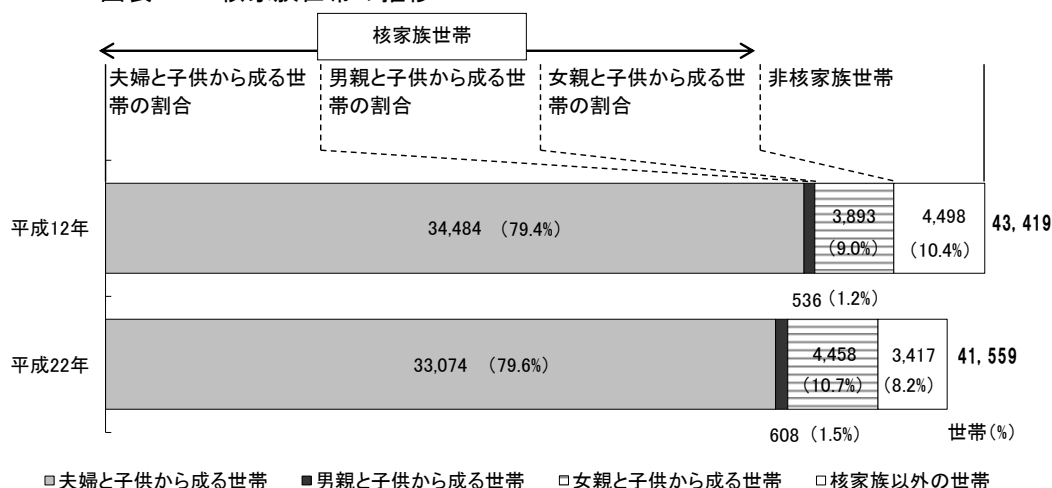 核家族世帯
夫婦と子供から成る世
帯の割合
男親と子供から成る世
帯の割合
女親と子供から成る世
帯の割合
非核家族世帯
平成12年
34,484 (79.4%)
3,893
(9.0%)
4,498
(10.4%)
43,419
536 (1.2%)
平成22年
33,074 (79.6%)
4,458
(10.7%)
3,417
(8.2%)
41,559
608 (1.5%)
世帯(%)
夫婦と子供から成る世帯
男親と子供から成る世帯
女親と子供から成る世帯
核家族以外の世帯